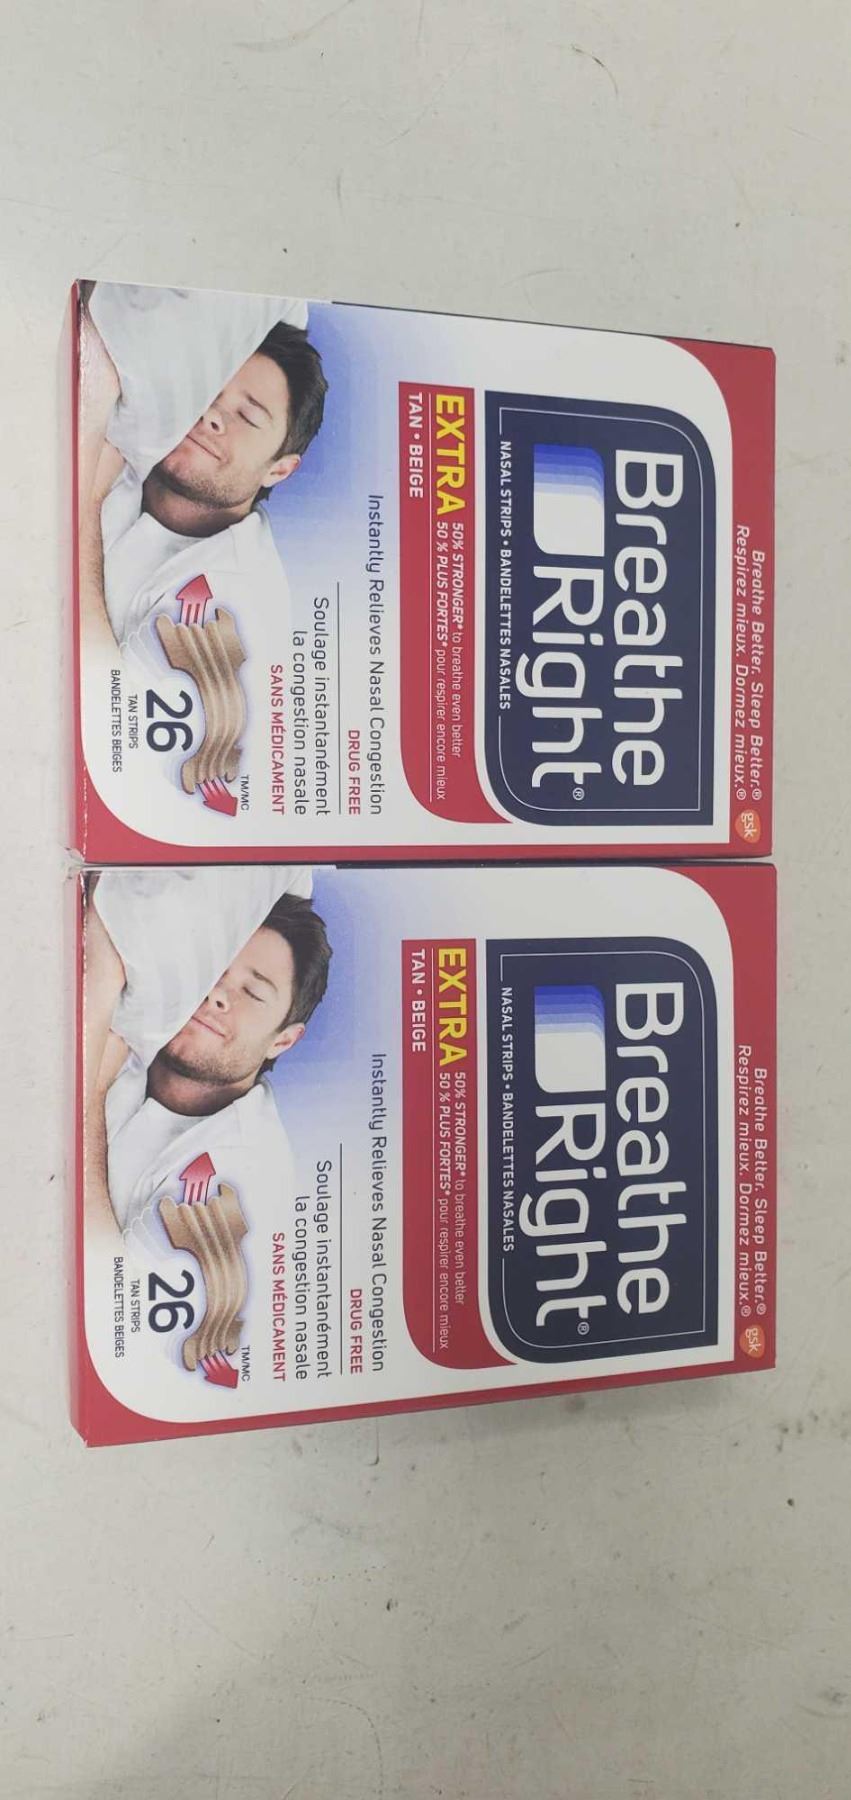 Breathe Better. Sleep Better.®
Respirez mieux. Dormez mieux.®
gsk
Breathe
Right®
NASAL STRIPS • BANDELETTES NASALES
EXTRA
50% STRONGER* to breathe even better
50 % PLUS FORTES* pour respirer encore mieux
TAN • BEIGE
Instantly Relieves Nasal Congestion
DRUG FREE
Soulage instantanément
la congestion nasale
SANS MÉDICAMENT
TM/MC
26
TAN STRIPS
BANDELETTES BEIGES
Breathe Better. Sleep Better.®
Respirez mieux. Dormez mieux.®
gsk
Breathe
Right®
NASAL STRIPS • BANDELETTES NASALES
EXTRA
50% STRONGER* to breathe even better
50 % PLUS FORTES* pour respirer encore mieux
TAN • BEIGE
Instantly Relieves Nasal Congestion
DRUG FREE
Soulage instantanément
la congestion nasale
SANS MÉDICAMENT
TM/MC
26
TAN STRIPS
BANDELETTES BEIGES